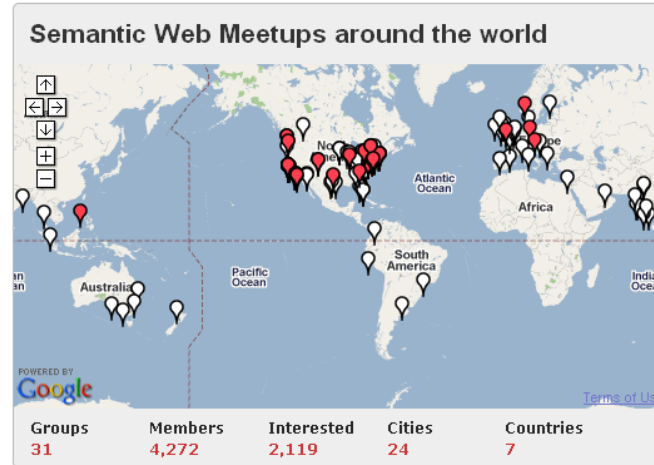 Semantic Web Meetups around the world
Atlantic
Ocean
Africa
South
America
Pacific
Ocean
Australia
POWERED BY
Google
Terms of Us
Groups Members Interested Cities Countries
31 4,272 2,119 24 7